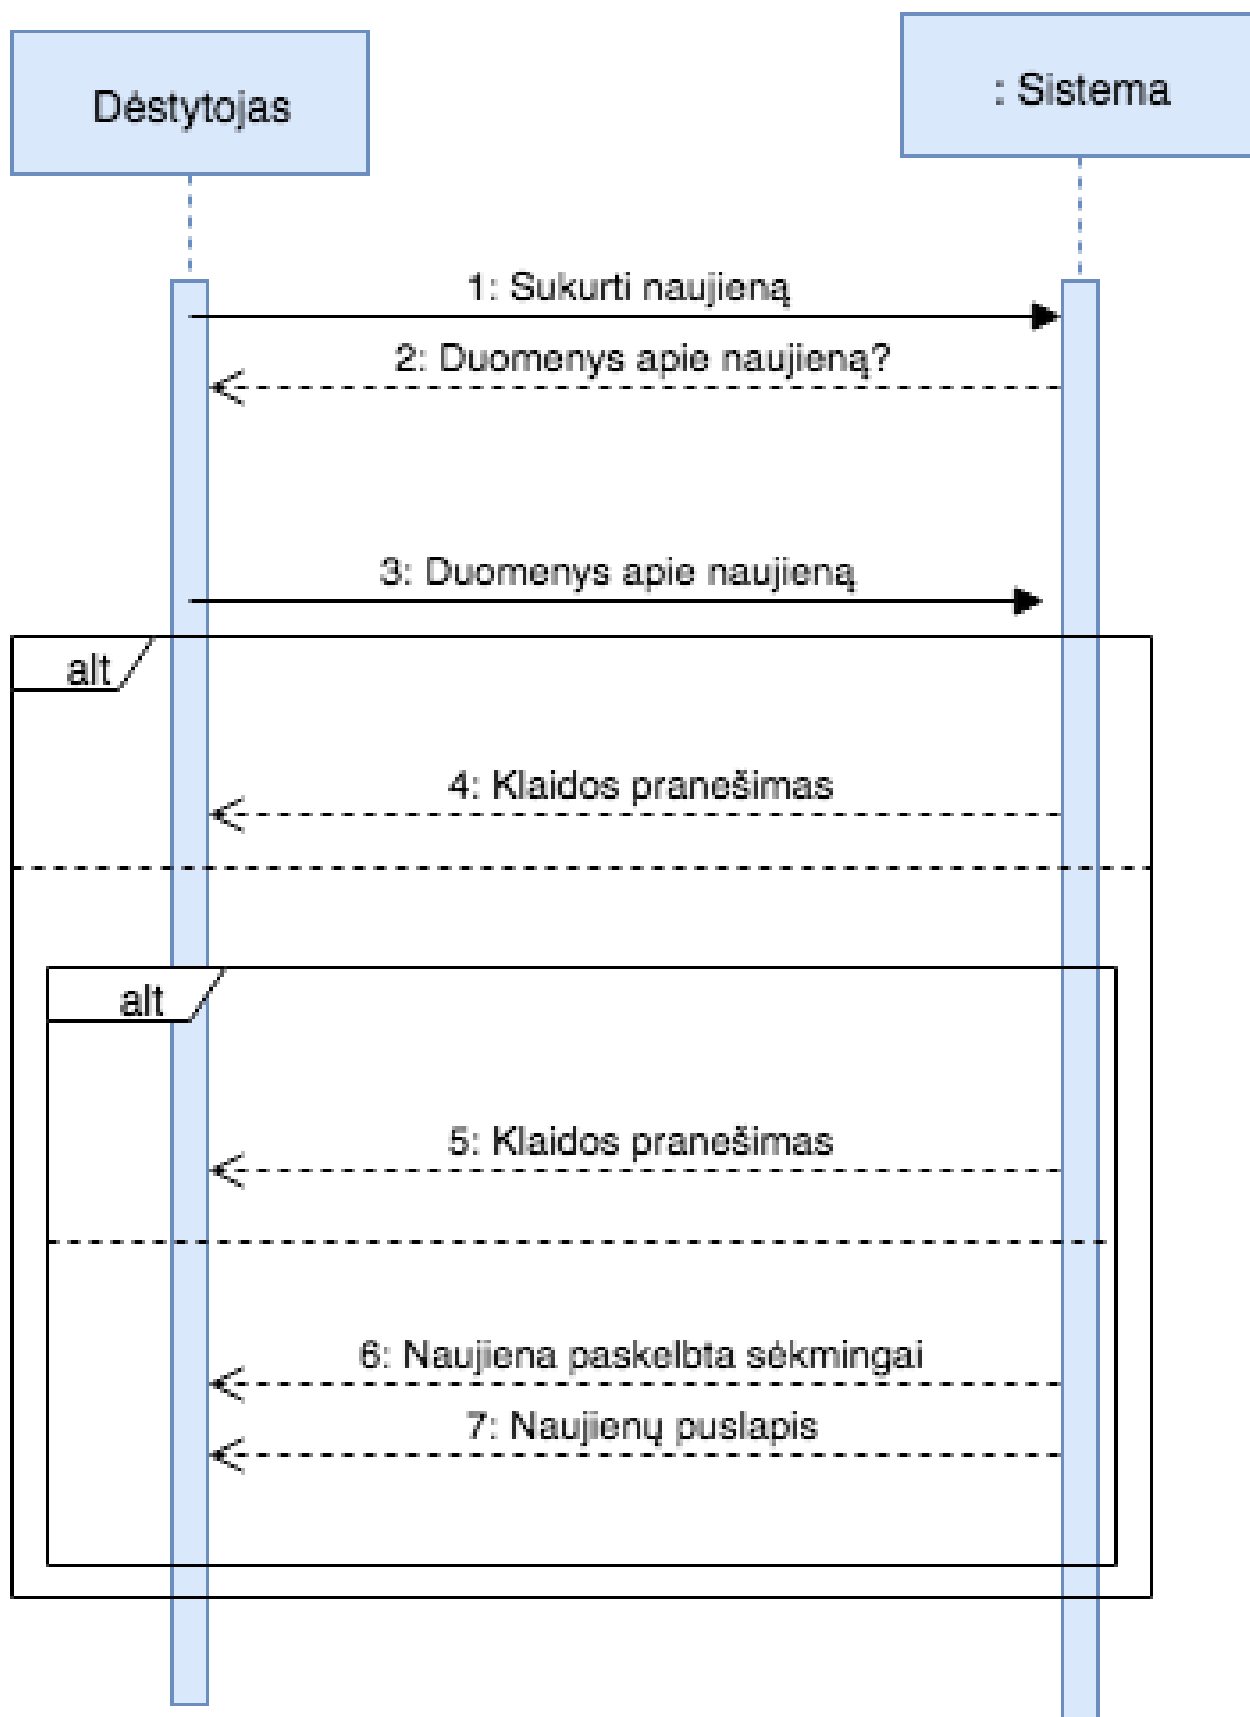 Dėstytojas
: Sistema
1: Sukurti naujieną
2: Duomenys apie naujieną?
3: Duomenys apie naujieną
alt
4: Klaidos pranešimas
alt
5: Klaidos pranešimas
6: Naujiena paskelbta sėkmingai
7: Naujienų puslapis